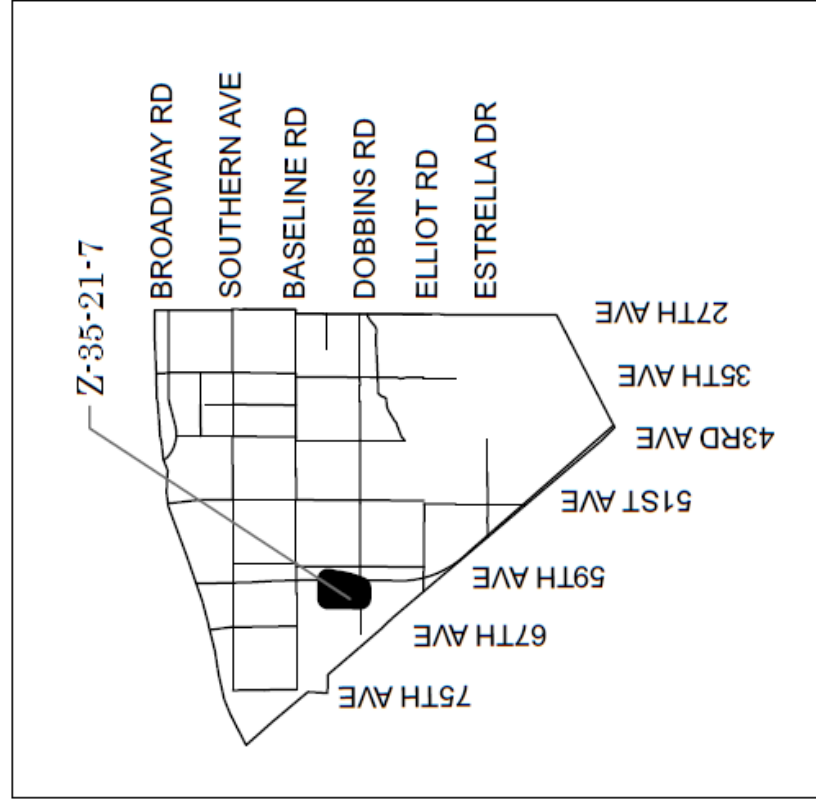 Z-35-21-7
BROADWAY RD
SOUTHERN AVE
BASELINE RD
DOBBINS RD
ELLIOT RD
ESTRELLA DR
27TH AVE
35TH AVE
43RD AVE
51ST AVE
59TH AVE
67TH AVE
75TH AVE